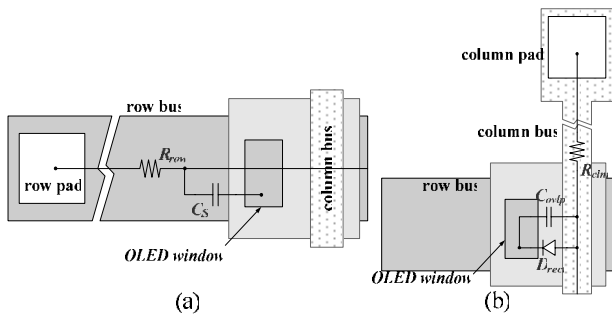 row bus
row pad
R_row
C_S
column bus
OLED window
(a)
column pad
column bus
R_clm
row bus
C_ovlp
D_rect
OLED window
(b)